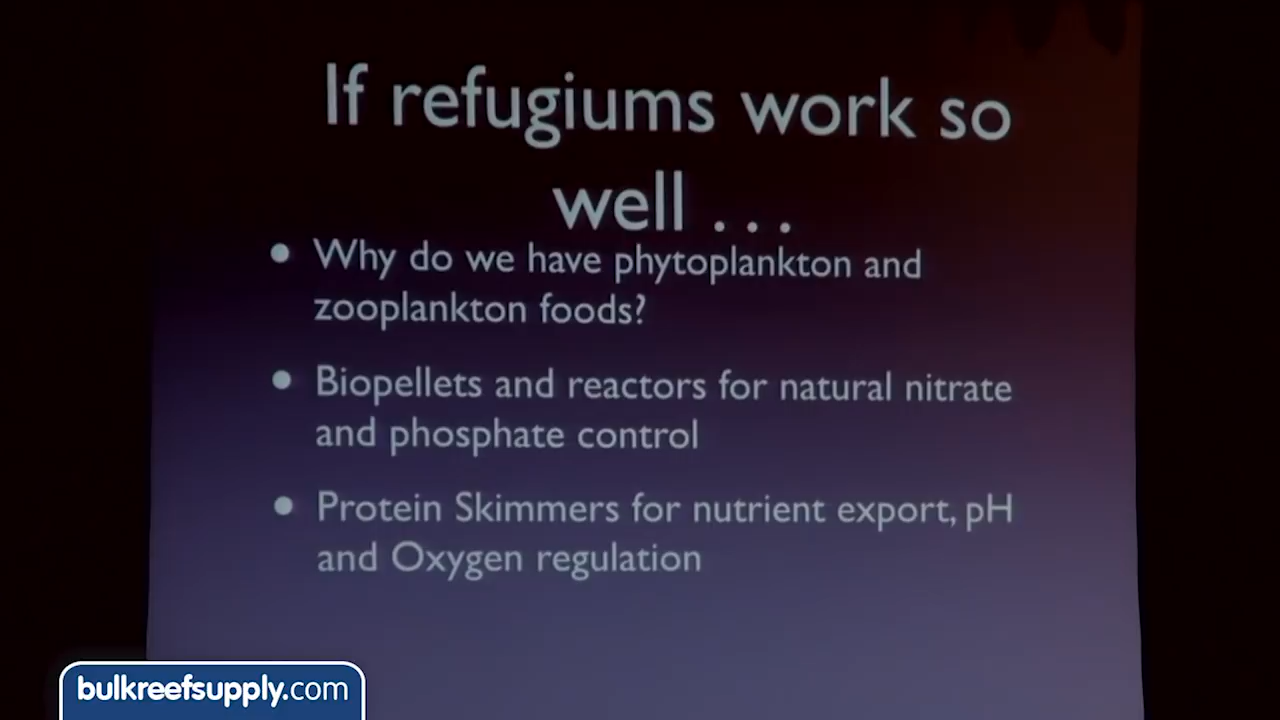 If refugiums work so
well . . .
• Why do we have phytoplankton and
zooplankton foods?
• Biopellets and reactors for natural nitrate
and phosphate control
• Protein Skimmers for nutrient export, pH
and Oxygen regulation
bulkreefsupply.com